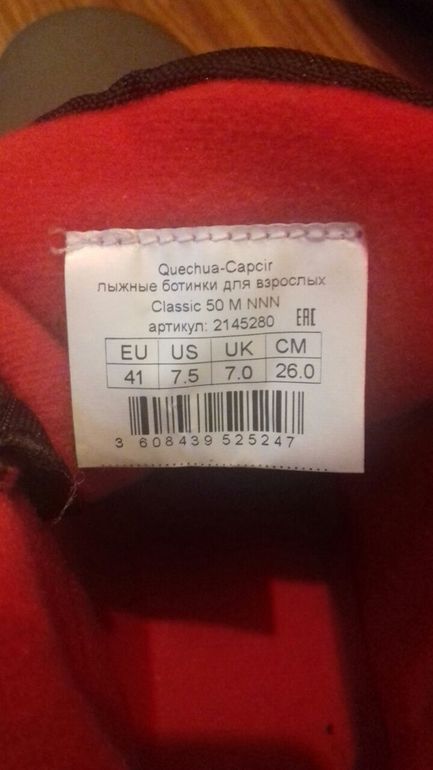 Quechua-Capcir
лыжные ботинки для взрослых
Classic 50 M NNN
артикул: 2145280 EAC
EU US UK CM
41 7.5 7.0 26.0
3 608439 525247